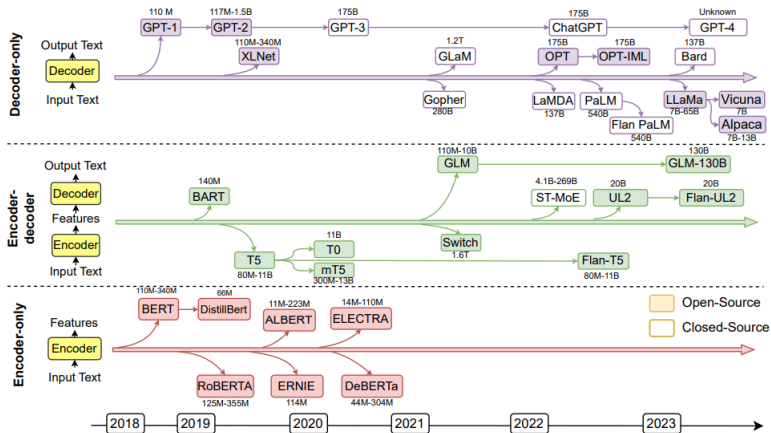 Decoder-only
Output Text
Decoder
Input Text
110 M
GPT-1
117M-1.5B
GPT-2
175B
GPT-3
175B
ChatGPT
Unknown
GPT-4
110M-340M
XLNet
1.2T
GLaM
175B
OPT
175B
OPT-IML
137B
Bard
Gopher
280B
LaMDA
137B
PaLM
540B
Flan PaLM
540B
LLaMa
7B-65B
Vicuna
7B
Alpaca
7B-13B
Encoder-
decoder
Output Text
Decoder
Features
Encoder
Input Text
140M
BART
110M-10B
GLM
130B
GLM-130B
4.1B-269B
ST-MoE
20B
UL2
20B
Flan-UL2
T5
80M-11B
11B
T0
mT5
300M-13B
Switch
1.6T
Flan-T5
80M-11B
Encoder-only
Features
Encoder
Input Text
110M-340M
BERT
66M
DistillBert
11M-223M
ALBERT
14M-110M
ELECTRA
RoBERTA
125M-355M
ERNIE
114M
DeBERTa
44M-304M
Open-Source
Closed-Source
2018
2019
2020
2021
2022
2023